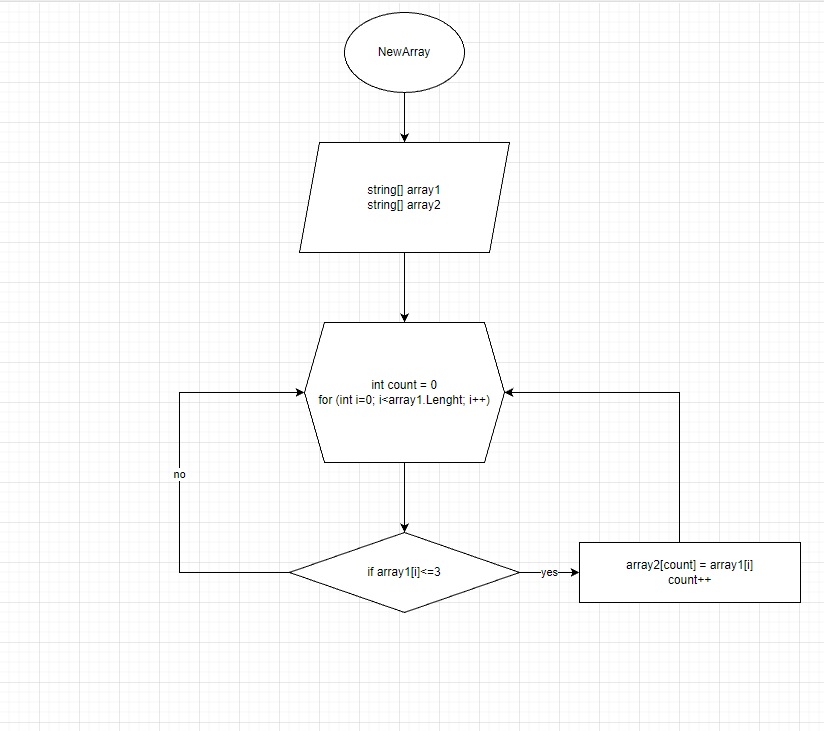 NewArray
string[] array1
string[] array2
int count = 0
for (int i=0; i<array1.Lenght; i++)
no
if array1[i]<=3
yes
array2[count] = array1[i]
count++